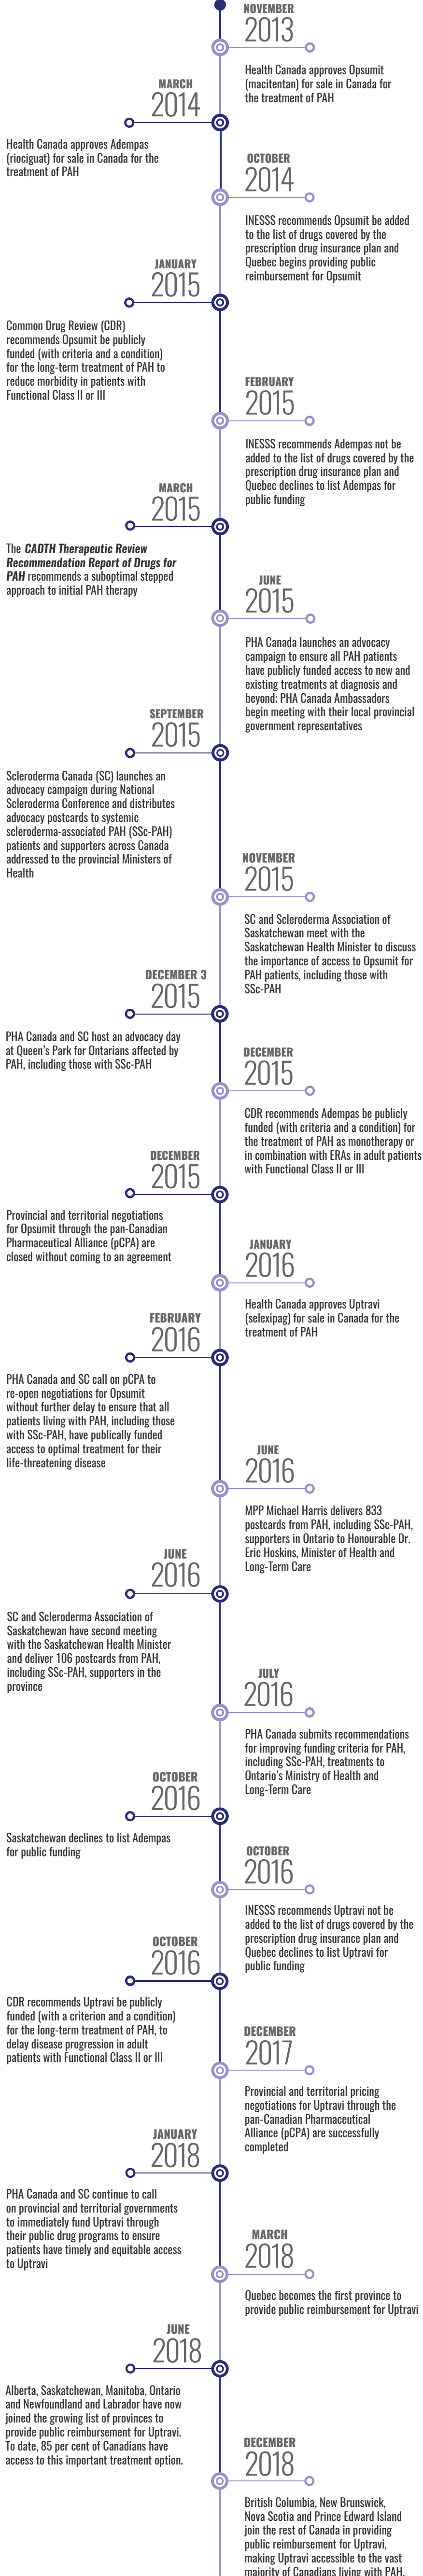 NOVEMBER
2013
Health Canada approves Opsumit
(macitentan) for sale in Canada for
the treatment of PAH
MARCH
2014
Health Canada approves Adempas
(riociguat) for sale in Canada for the
treatment of PAH
OCTOBER
2014
INESSS recommends Opsumit be added
to the list of drugs covered by the
prescription drug insurance plan and
Quebec begins providing public
reimbursement for Opsumit
JANUARY
2015
Common Drug Review (CDR)
recommends Opsumit be publicly
funded (with criteria and a condition)
for the long-term treatment of PAH to
reduce morbidity in patients with
Functional Class II or III
FEBRUARY
2015
INESSS recommends Adempas not be
added to the list of drugs covered by the
prescription drug insurance plan and
Quebec declines to list Adempas for
public funding
MARCH
2015
The CADTH Therapeutic Review
Recommendation Report of Drugs for
PAH recommends a suboptimal stepped
approach to initial PAH therapy
JUNE
2015
PHA Canada launches an advocacy
campaign to ensure all PAH patients
have publicly funded access to new and
existing treatments at diagnosis and
beyond; PHA Canada Ambassadors
begin meeting with their local provincial
government representatives
SEPTEMBER
2015
Scleroderma Canada (SC) launches an
advocacy campaign during National
Scleroderma Conference and distributes
advocacy postcards to systemic
scleroderma-associated PAH (SSc-PAH)
patients and supporters across Canada
addressed to the provincial Ministers of
Health
NOVEMBER
2015
SC and Scleroderma Association of
Saskatchewan meet with the
Saskatchewan Health Minister to discuss
the importance of access to Opsumit for
PAH patients, including those with
SSc-PAH
DECEMBER 3
2015
PHA Canada and SC host an advocacy day
at Queen's Park for Ontarians affected by
PAH, including those with SSc-PAH
DECEMBER
2015
CDR recommends Adempas be publicly
funded (with criteria and a condition) for
the treatment of PAH as monotherapy or
in combination with ERAs in adult patients
with Functional Class II or III
DECEMBER
2015
Provincial and territorial negotiations
for Opsumit through the pan-Canadian
Pharmaceutical Alliance (pCPA) are
closed without coming to an agreement
JANUARY
2016
Health Canada approves Uptravi
(selexipag) for sale in Canada for the
treatment of PAH
FEBRUARY
2016
PHA Canada and SC call on pCPA to
re-open negotiations for Opsumit
without further delay to ensure that all
patients living with PAH, including those
with SSc-PAH, have publically funded
access to optimal treatment for their
life-threatening disease
JUNE
2016
MPP Michael Harris delivers 833
postcards from PAH, including SSc-PAH,
supporters in Ontario to Honourable Dr.
Eric Hoskins, Minister of Health and
Long-Term Care
JUNE
2016
SC and Scleroderma Association of
Saskatchewan have second meeting
with the Saskatchewan Health Minister
and deliver 106 postcards from PAH,
including SSc-PAH, supporters in the
province
JULY
2016
PHA Canada submits recommendations
for improving funding criteria for PAH,
including SSc-PAH, treatments to
Ontario's Ministry of Health and
Long-Term Care
OCTOBER
2016
Saskatchewan declines to list Adempas
for public funding
OCTOBER
2016
INESSS recommends Uptravi not be
added to the list of drugs covered by the
prescription drug insurance plan and
Quebec declines to list Uptravi for
public funding
OCTOBER
2016
CDR recommends Uptravi be publicly
funded (with a criterion and a condition)
for the long-term treatment of PAH, to
delay disease progression in adult
patients with Functional Class II or III
DECEMBER
2017
Provincial and territorial pricing
negotiations for Uptravi through the
pan-Canadian Pharmaceutical
Alliance (pCPA) are successfully
completed
JANUARY
2018
PHA Canada and SC continue to call
on provincial and territorial governments
to immediately fund Uptravi through
their public drug programs to ensure
patients have timely and equitable access
to Uptravi
MARCH
2018
Quebec becomes the first province to
provide public reimbursement for Uptravi
JUNE
2018
Alberta, Saskatchewan, Manitoba, Ontario
and Newfoundland and Labrador have now
joined the growing list of provinces to
provide public reimbursement for Uptravi.
To date, 85 per cent of Canadians have
access to this important treatment option.
DECEMBER
2018
British Columbia, New Brunswick,
Nova Scotia and Prince Edward Island
join the rest of Canada in providing
public reimbursement for Uptravi,
making Uptravi accessible to the vast
majority of Canadians living with PAH.